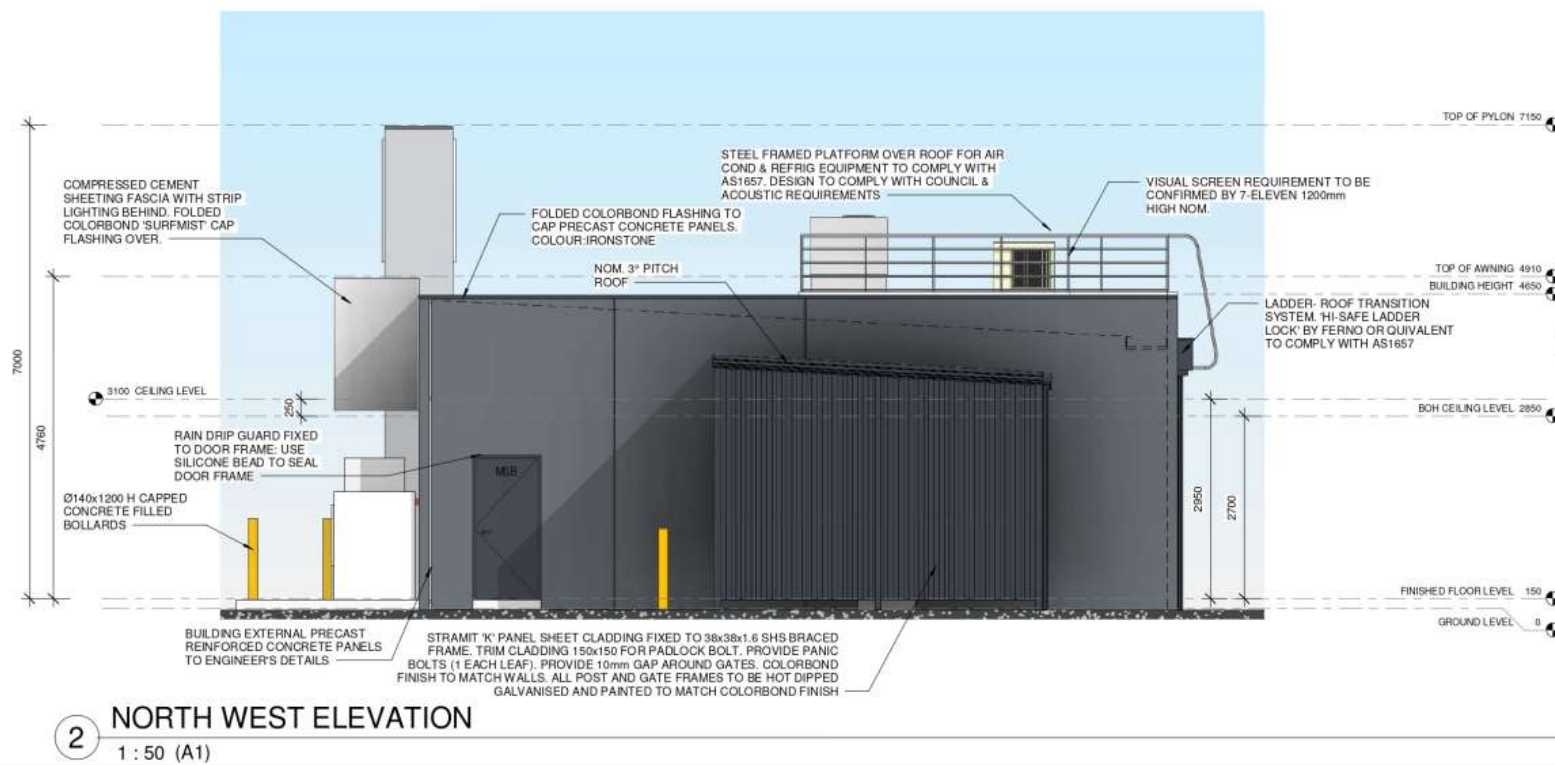 TOP OF PYLON 7150
STEEL FRAMED PLATFORM OVER ROOF FOR AIR
COND & REFRIG EQUIPMENT TO COMPLY WITH
AS1657. DESIGN TO COMPLY WITH COUNCIL &
ACOUSTIC REQUIREMENTS
VISUAL SCREEN REQUIREMENT TO BE
CONFIRMED BY 7-ELEVEN 1200mm
HIGH NOM.
COMPRESSED CEMENT
SHEETING FASCIA WITH STRIP
LIGHTING BEHIND. FOLDED
COLORBOND 'SURFMIST' CAP
FLASHING OVER.
FOLDED COLORBOND FLASHING TO
CAP PRECAST CONCRETE PANELS.
COLOUR:IRONSTONE
NOM. 3° PITCH
ROOF
TOP OF AWNING 4910
BUILDING HEIGHT 4650
LADDER- ROOF TRANSITION
SYSTEM. 'HI-SAFE LADDER
LOCK' BY FERNO OR QUIVALENT
TO COMPLY WITH AS1657
7000
4760
3100 CEILING LEVEL
250
BOH CEILING LEVEL 2850
RAIN DRIP GUARD FIXED
TO DOOR FRAME: USE
SILICONE BEAD TO SEAL
DOOR FRAME
MSB
Ø140x1200 H CAPPED
CONCRETE FILLED
BOLLARDS
2950
2700
FINISHED FLOOR LEVEL 150
GROUND LEVEL 0
BUILDING EXTERNAL PRECAST
REINFORCED CONCRETE PANELS
TO ENGINEER'S DETAILS
STRAMIT 'K' PANEL SHEET CLADDING FIXED TO 38x38x1.6 SHS BRACED
FRAME. TRIM CLADDING 150x150 FOR PADLOCK BOLT. PROVIDE PANIC
BOLTS (1 EACH LEAF). PROVIDE 10mm GAP AROUND GATES. COLORBOND
FINISH TO MATCH WALLS. ALL POST AND GATE FRAMES TO BE HOT DIPPED
GALVANISED AND PAINTED TO MATCH COLORBOND FINISH
2 NORTH WEST ELEVATION
1 : 50 (A1)